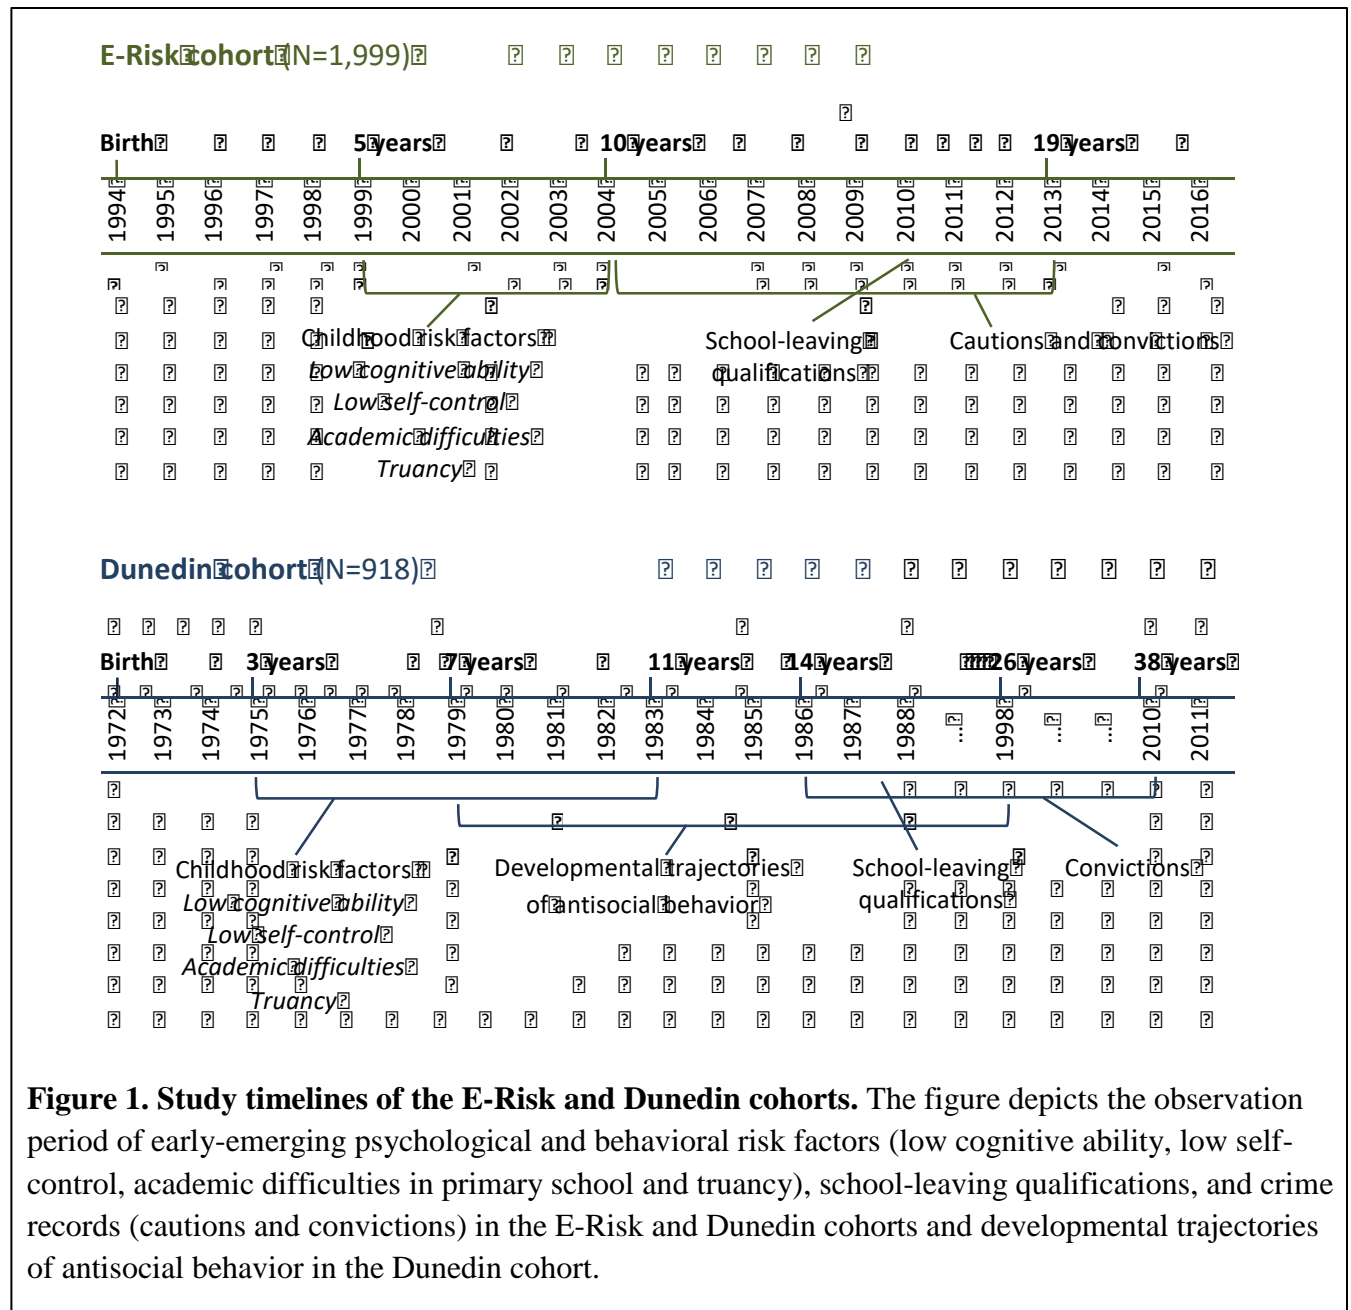 E-Risk cohort (N=1,999)
Birth 5 years 10 years 19 years
1994 1995 1996 1997 1998 1999 2000 2001 2002 2003 2004 2005 2006 2007 2008 2009 2010 2011 2012 2013 2014 2015 2016
Childhood risk factors School-leaving Cautions and convictions
Low cognitive ability qualifications
Low self-control
Academic difficulties
Truancy
Dunedin cohort (N=918)
Birth 3 years 7 years 11 years 14 years 26 years 38 years
1972 1973 1974 1975 1976 1977 1978 1979 1980 1981 1982 1983 1984 1985 1986 1987 1988 .... 1998 .... .... 2010 2011
Childhood risk factors Developmental trajectories School-leaving Convictions
Low cognitive ability of antisocial behavior qualifications
Low self-control
Academic difficulties
Truancy
Figure 1. Study timelines of the E-Risk and Dunedin cohorts. The figure depicts the observation
period of early-emerging psychological and behavioral risk factors (low cognitive ability, low self-
control, academic difficulties in primary school and truancy), school-leaving qualifications, and crime
records (cautions and convictions) in the E-Risk and Dunedin cohorts and developmental trajectories
of antisocial behavior in the Dunedin cohort.